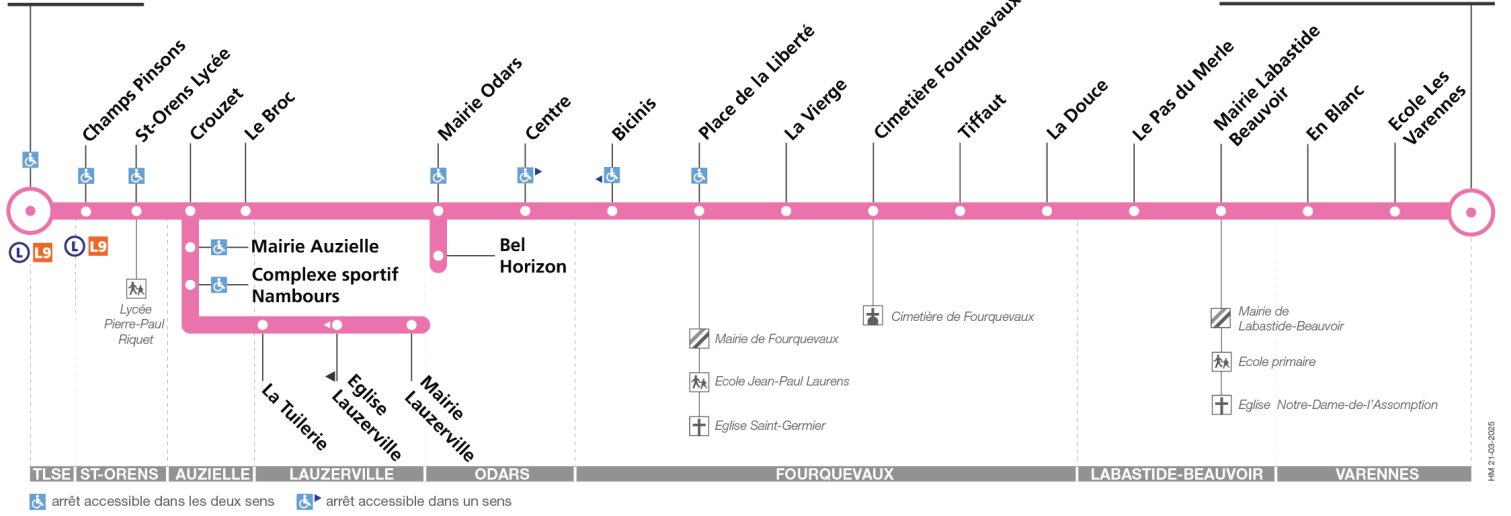 Champs Pinsons
St-Orens Lycée
Crouzet
Le Broc
Mairie Odars
Centre
Bicinis
Place de la Liberté
La Vierge
Cimetière Fourquevaux
Tiffaut
La Douce
Le Pas du Merle
Mairie Labastide
Beauvoir
En Blanc
Ecole Les
Varennes
L L9
L L9
Mairie Auzielle
Complexe sportif
Nambours
Bel
Horizon
Lycée
Pierre-Paul
Riquet
La Tuilerie
Eglise
Lauzerville
Mairie
Lauzerville
Mairie de Fourquevaux
Ecole Jean-Paul Laurens
Eglise Saint-Germier
Cimetière de Fourquevaux
Mairie de
Labastide-Beauvoir
Ecole primaire
Eglise Notre-Dame-de-l'Assomption
HM 21-03-2025
TLSE ST-ORENS AUZIELLE LAUZERVILLE ODARS FOURQUEVAUX LABASTIDE-BEAUVOIR VARENNES
arrêt accessible dans les deux sens arrêt accessible dans un sens